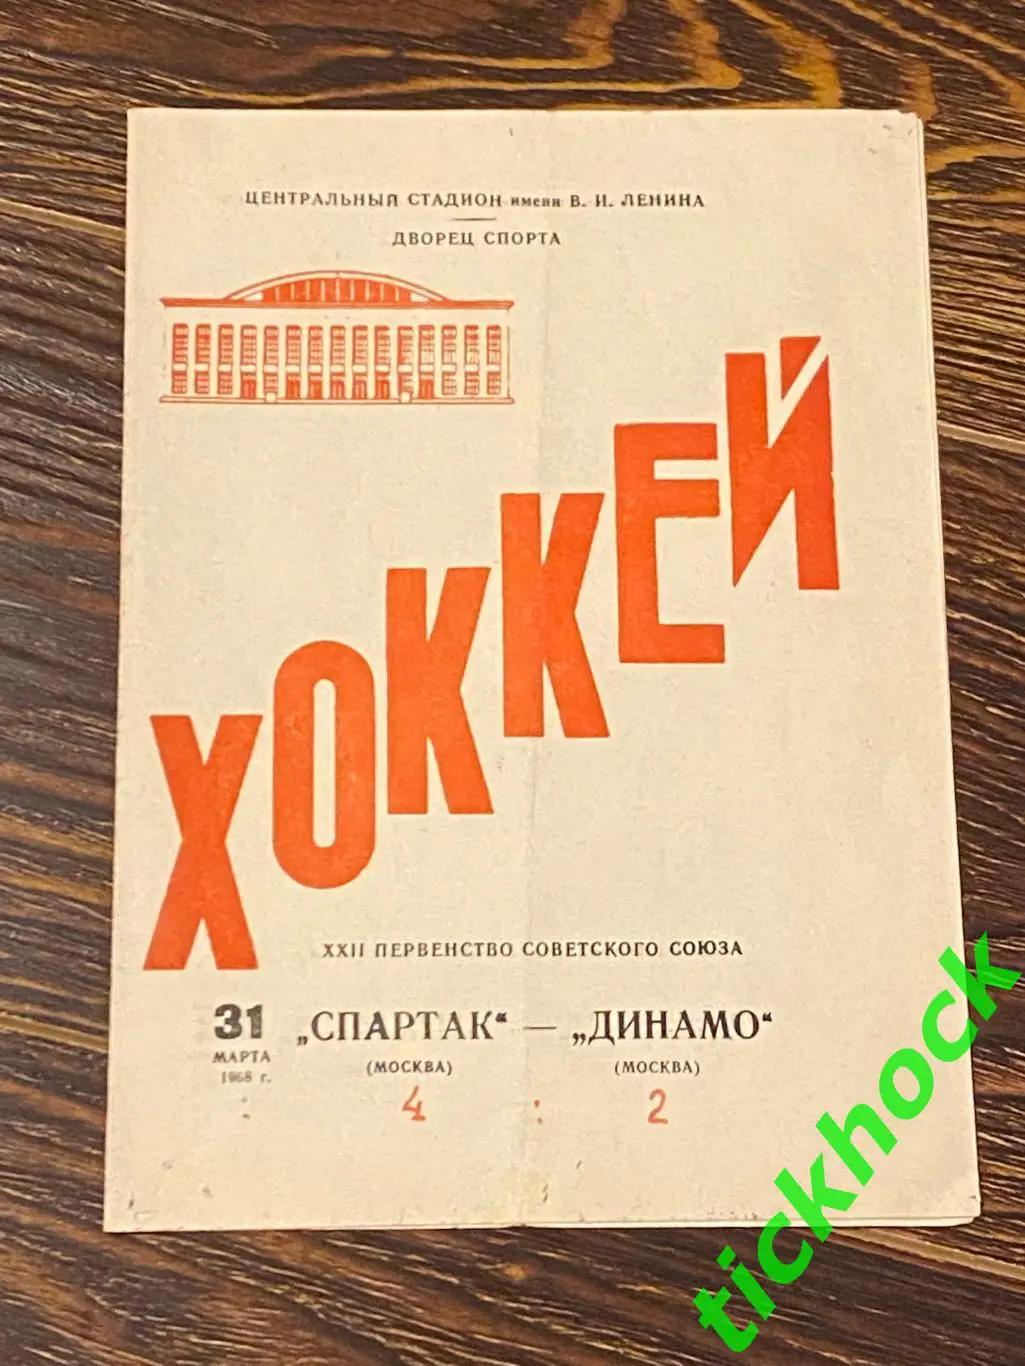 ЦЕНТРАЛЬНЫЙ СТАДИОН имени В. И. ЛЕНИНА
ДВОРЕЦ СПОРТА
ХОККЕЙ
XXII ПЕРВЕНСТВО СОВЕТСКОГО СОЮЗА
31 „СПАРТАК“ — „ДИНАМО“
МАРТА (МОСКВА) (МОСКВА)
1968 г.
4 : 2
tickhock